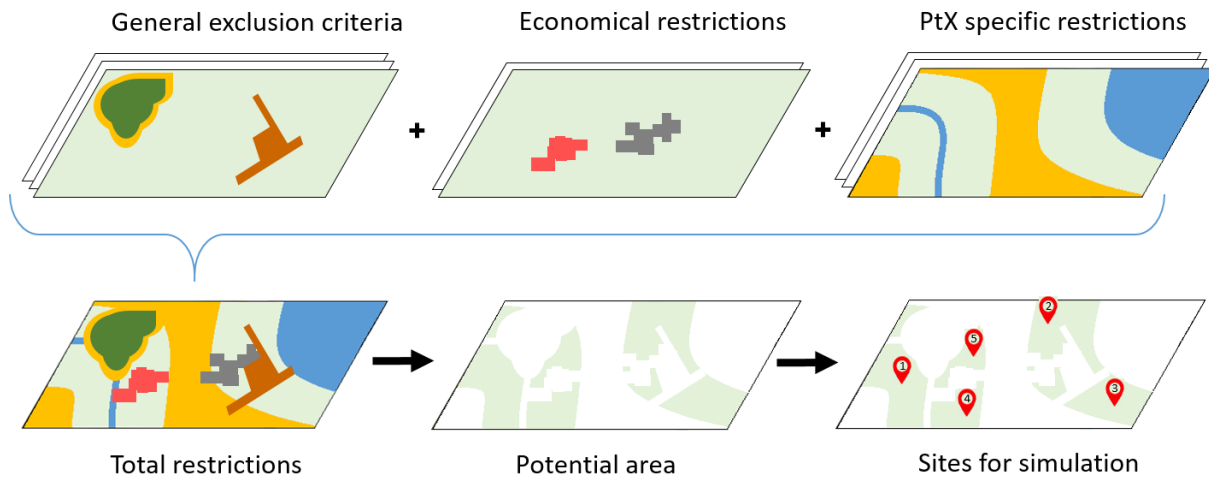 General exclusion criteria
Economical restrictions
PtX specific restrictions
+
+
2
5
1
3
4
Total restrictions
Potential area
Sites for simulation